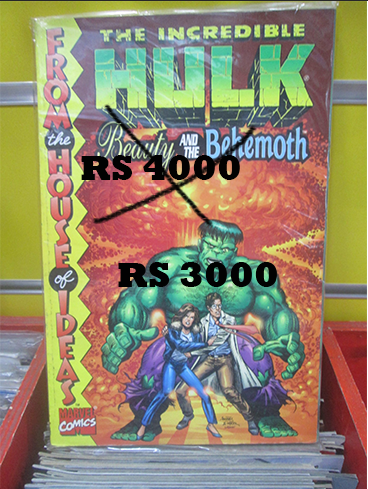 THE INCREDIBLE
HULK
Beauty AND THE Behemoth
RS 4000
RS 3000
FROM the HOUSE of IDEAS
MARVEL
COMICS